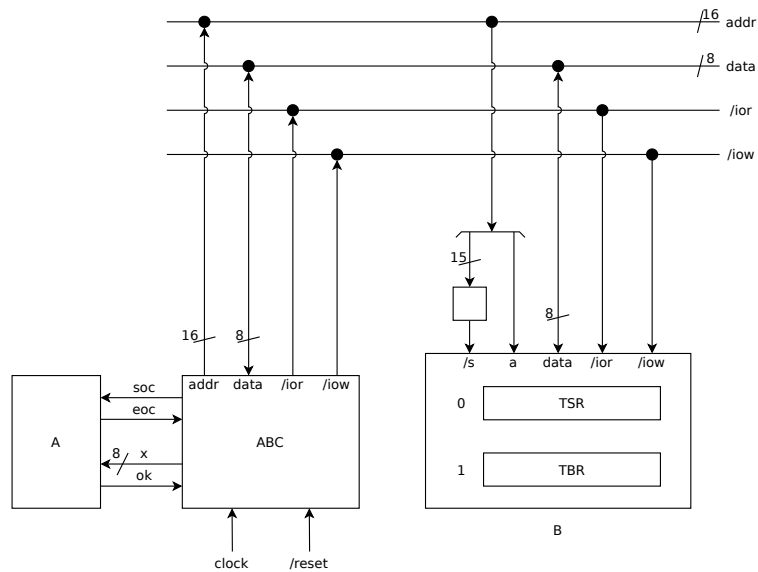 16 addr
8 data
/ior
/iow
15
8
16 8
/s a data /ior /iow
addr data /ior /iow
soc
eoc
0 TSR
A ABC
8 x
ok
1 TBR
B
clock /reset